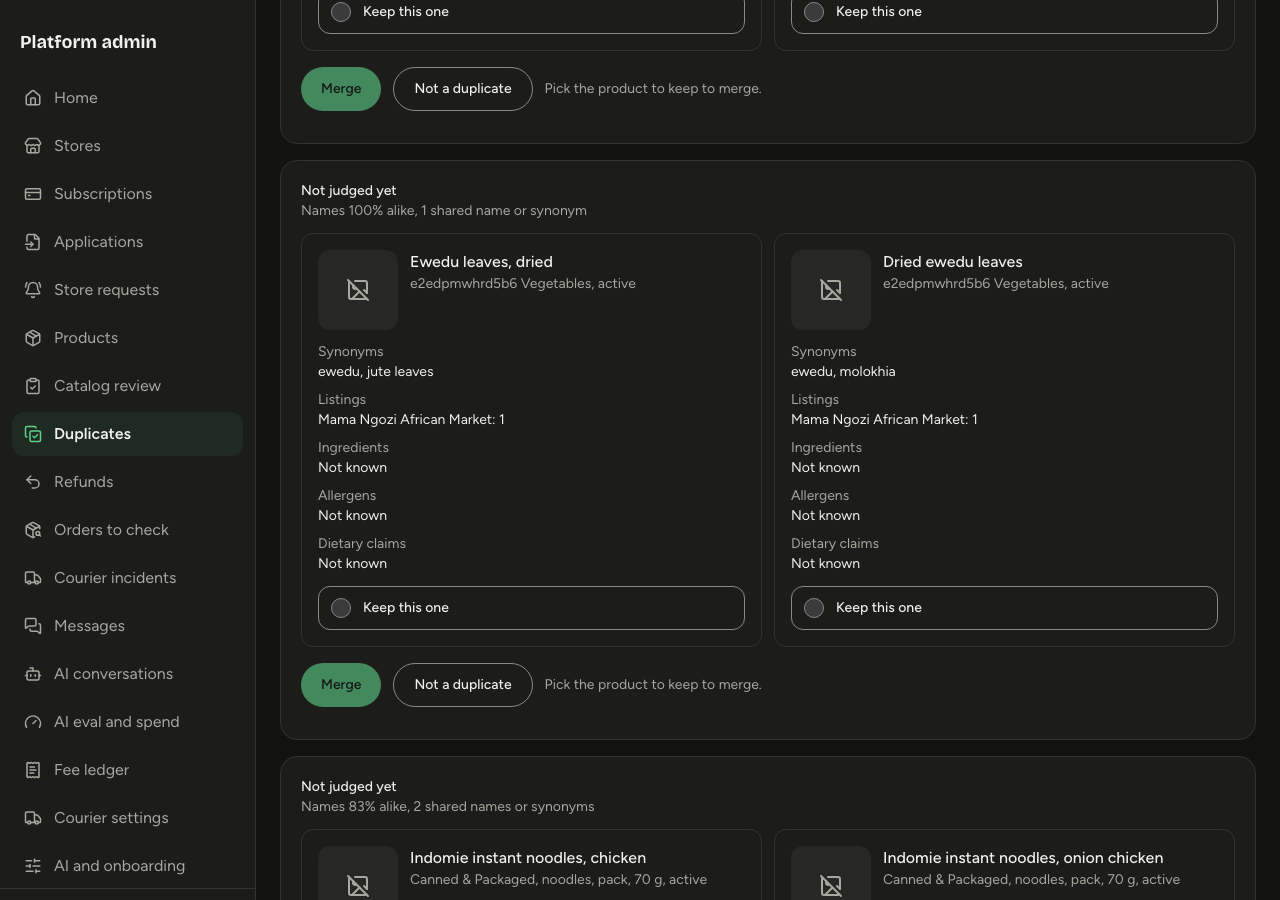 Platform admin
Home
Stores
Subscriptions
Applications
Store requests
Products
Catalog review
Duplicates
Refunds
Orders to check
Courier incidents
Messages
AI conversations
AI eval and spend
Fee ledger
Courier settings
AI and onboarding
Keep this one
Keep this one
Merge
Not a duplicate
Pick the product to keep to merge.
Not judged yet
Names 100% alike, 1 shared name or synonym
Ewedu leaves, dried
e2edpmwhrd5b6 Vegetables, active
Synonyms
ewedu, jute leaves
Listings
Mama Ngozi African Market: 1
Ingredients
Not known
Allergens
Not known
Dietary claims
Not known
Keep this one
Dried ewedu leaves
e2edpmwhrd5b6 Vegetables, active
Synonyms
ewedu, molokhia
Listings
Mama Ngozi African Market: 1
Ingredients
Not known
Allergens
Not known
Dietary claims
Not known
Keep this one
Merge
Not a duplicate
Pick the product to keep to merge.
Not judged yet
Names 83% alike, 2 shared names or synonyms
Indomie instant noodles, chicken
Canned & Packaged, noodles, pack, 70 g, active
Indomie instant noodles, onion chicken
Canned & Packaged, noodles, pack, 70 g, active